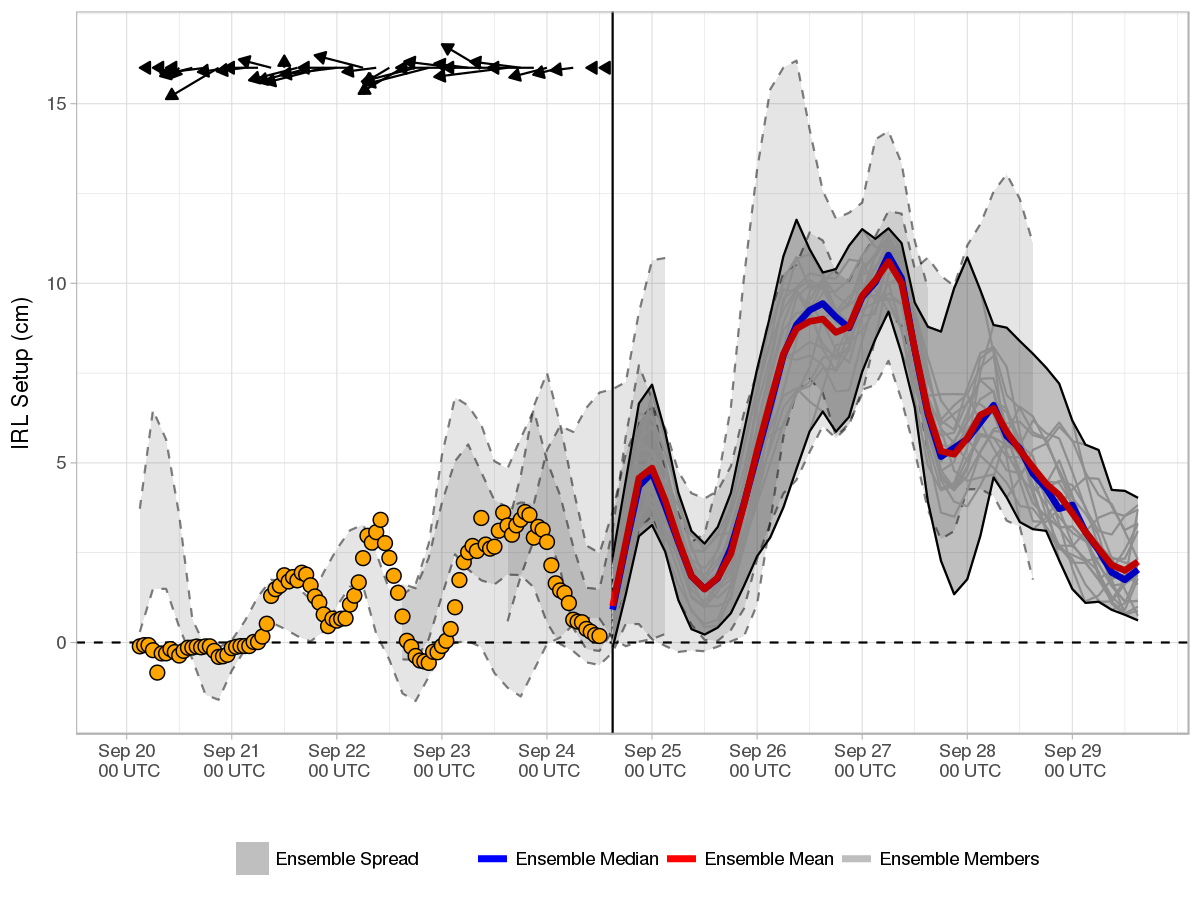 15
10
5
0
IRL Setup (cm)
Sep 20 Sep 21 Sep 22 Sep 23 Sep 24 Sep 25 Sep 26 Sep 27 Sep 28 Sep 29
00 UTC 00 UTC 00 UTC 00 UTC 00 UTC 00 UTC 00 UTC 00 UTC 00 UTC 00 UTC
Ensemble Spread Ensemble Median Ensemble Mean Ensemble Members